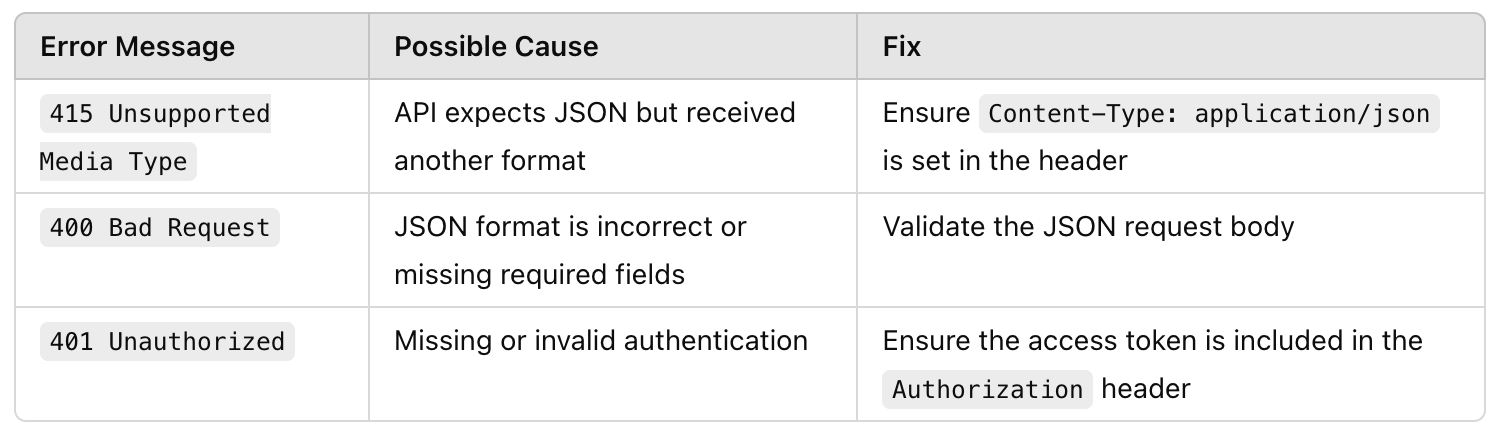 Error Message
Possible Cause
Fix
415 Unsupported
Media Type
API expects JSON but received
another format
Ensure Content-Type: application/json
is set in the header
400 Bad Request
JSON format is incorrect or
missing required fields
Validate the JSON request body
401 Unauthorized
Missing or invalid authentication
Ensure the access token is included in the
Authorization header